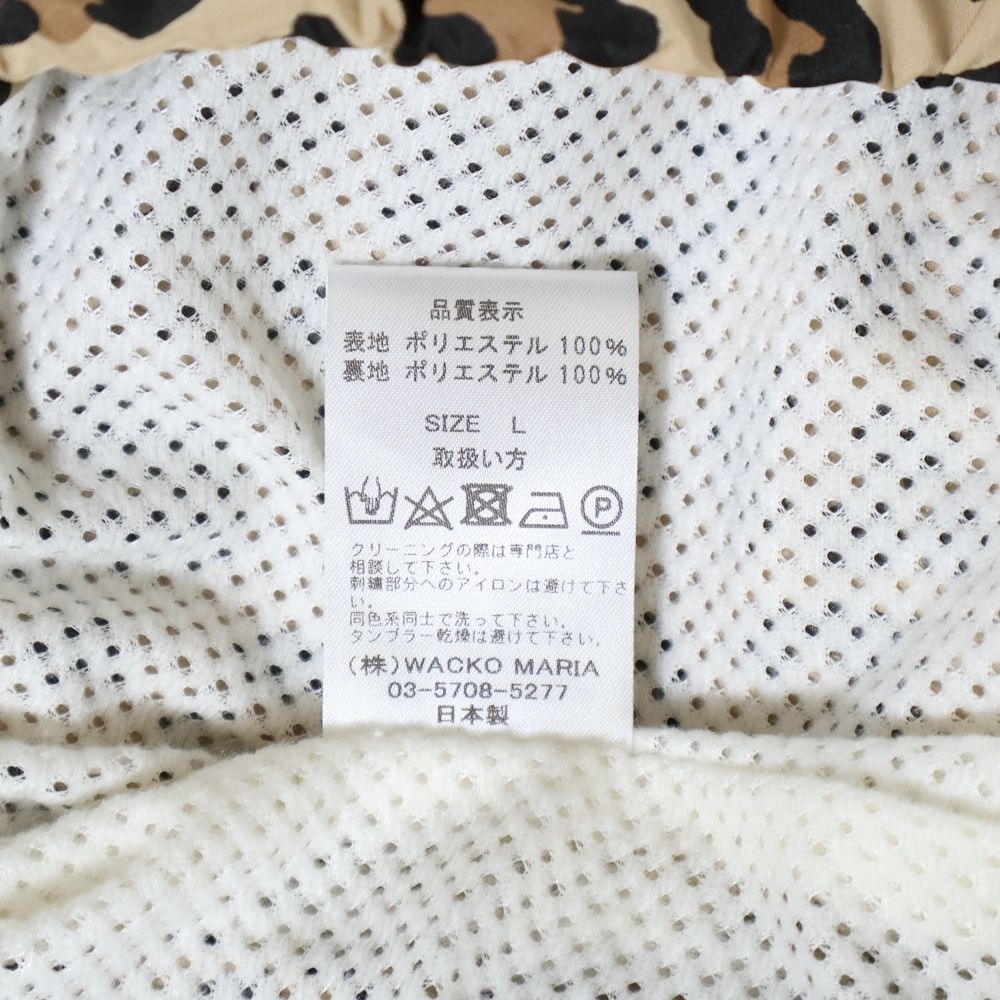 品質表示
表地 ポリエステル 100%
裏地 ポリエステル 100%
SIZE L
取扱い方
P
クリーニングの際は専門店と
相談して下さい。
刺繍部分へのアイロンは避けて下さ
い。
同色系同士で洗って下さい。
タンブラー乾燥は避けて下さい。
(株)WACKO MARIA
03-5708-5277
日本製